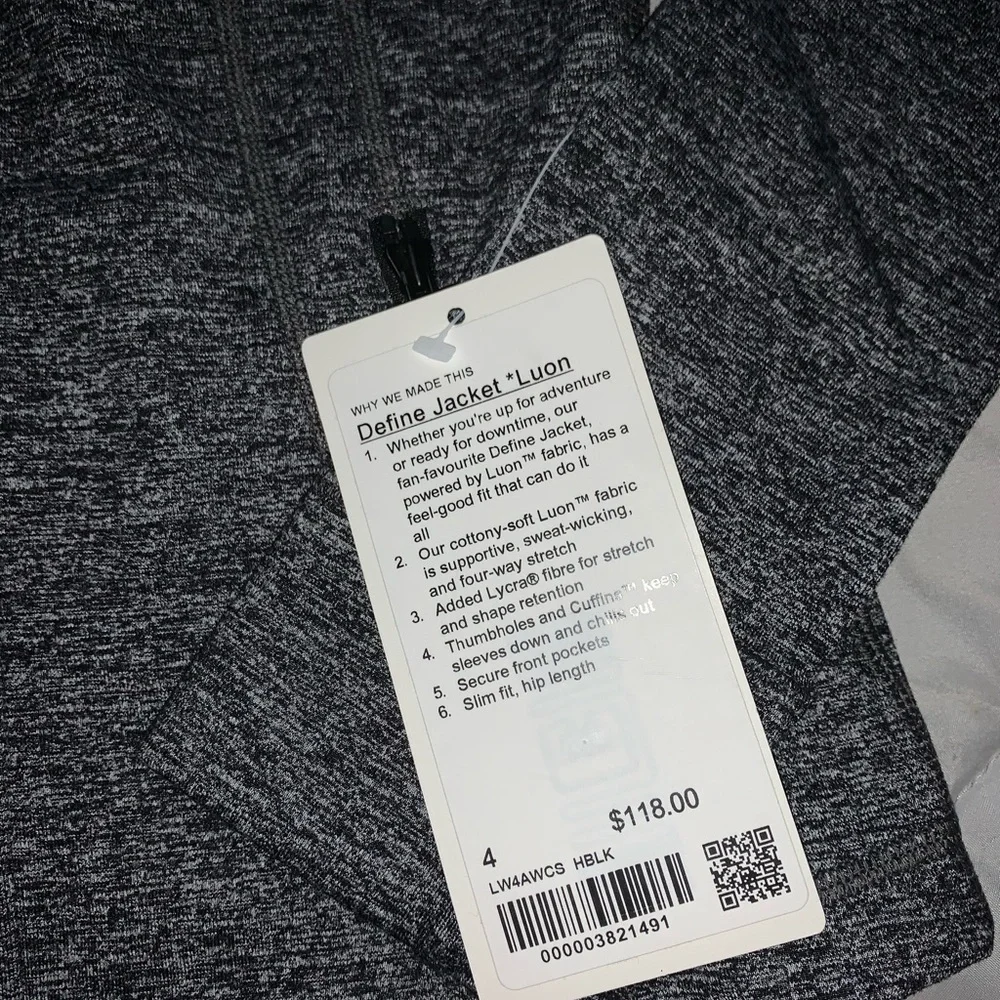 WHY WE MADE THIS
Define Jacket *Luon
1. Whether you're up for adventure
or ready for downtime, our
fan-favourite Define Jacket,
powered by Luon™ fabric, has a
feel-good fit that can do it
all
2. Our cottony-soft Luon™ fabric
is supportive, sweat-wicking,
and four-way stretch
3. Added Lycra® fibre for stretch
and shape retention
4. Thumbholes and Cuffins™ keep
sleeves down and chills out
5. Secure front pockets
6. Slim fit, hip length
$118.00
4
LW4AWCS HBLK
000003821491